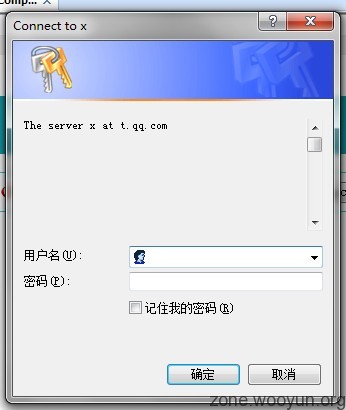 omp...
Connect to x
The server x at t.qq.com
用户名(U):
密码(P):
记住我的密码(R)
确定
取消
zone.wooyun.org